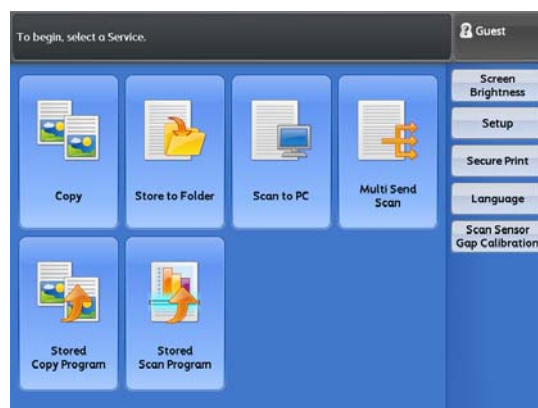 To begin, select a Service.
Guest
Copy
Store to Folder
Scan to PC
Multi Send
Scan
Stored
Copy Program
Stored
Scan Program
Screen
Brightness
Setup
Secure Print
Language
Scan Sensor
Gap Calibration